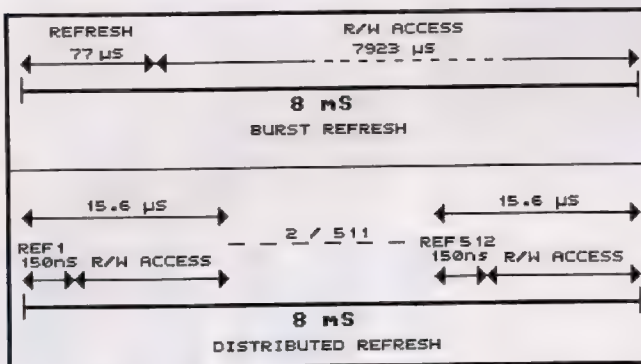 REFRESH
77 µS
R/W ACCESS
7923 µS
8 mS
BURST REFRESH
15.6 µS
15.6 µS
2 / 511
REF1
150nS
R/W ACCESS
REF512
150nS
R/W ACCESS
8 mS
DISTRIBUTED REFRESH